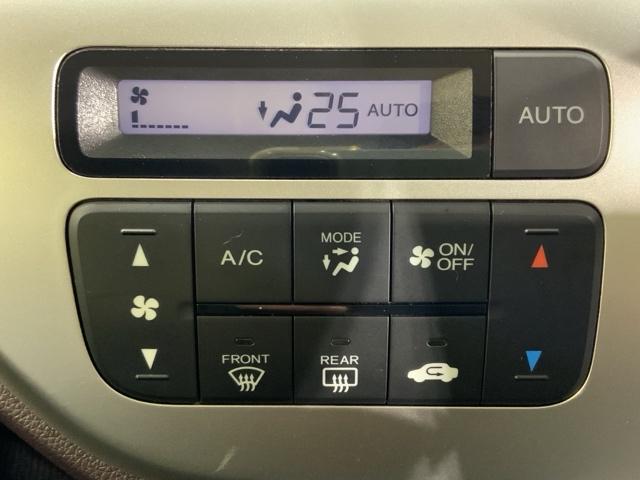 25 AUTO
AUTO
A/C
MODE
ON/
OFF
FRONT
REAR